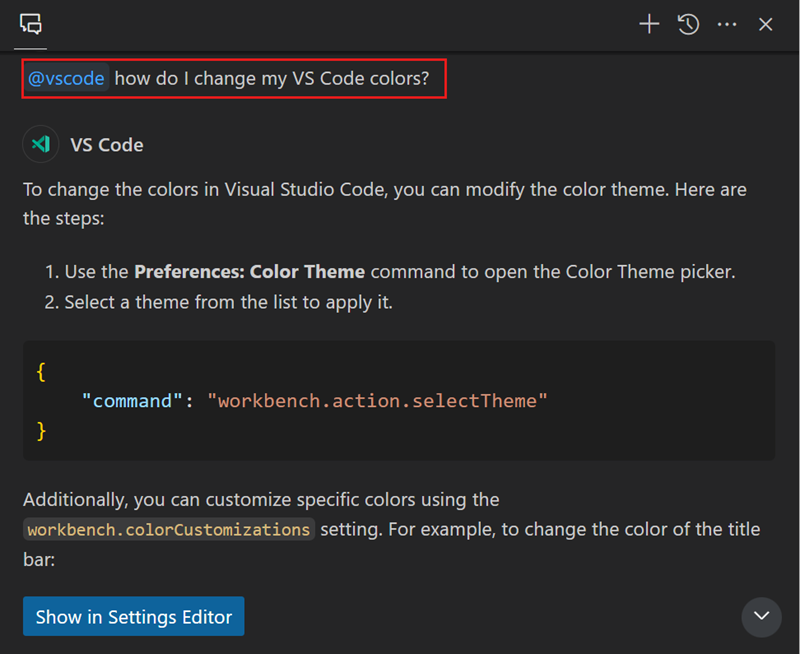 @vscode how do I change my VS Code colors?
VS Code
To change the colors in Visual Studio Code, you can modify the color theme. Here are
the steps:
1. Use the Preferences: Color Theme command to open the Color Theme picker.
2. Select a theme from the list to apply it.
{
    "command": "workbench.action.selectTheme"
}
Additionally, you can customize specific colors using the
workbench.colorCustomizations setting. For example, to change the color of the title
bar:
Show in Settings Editor